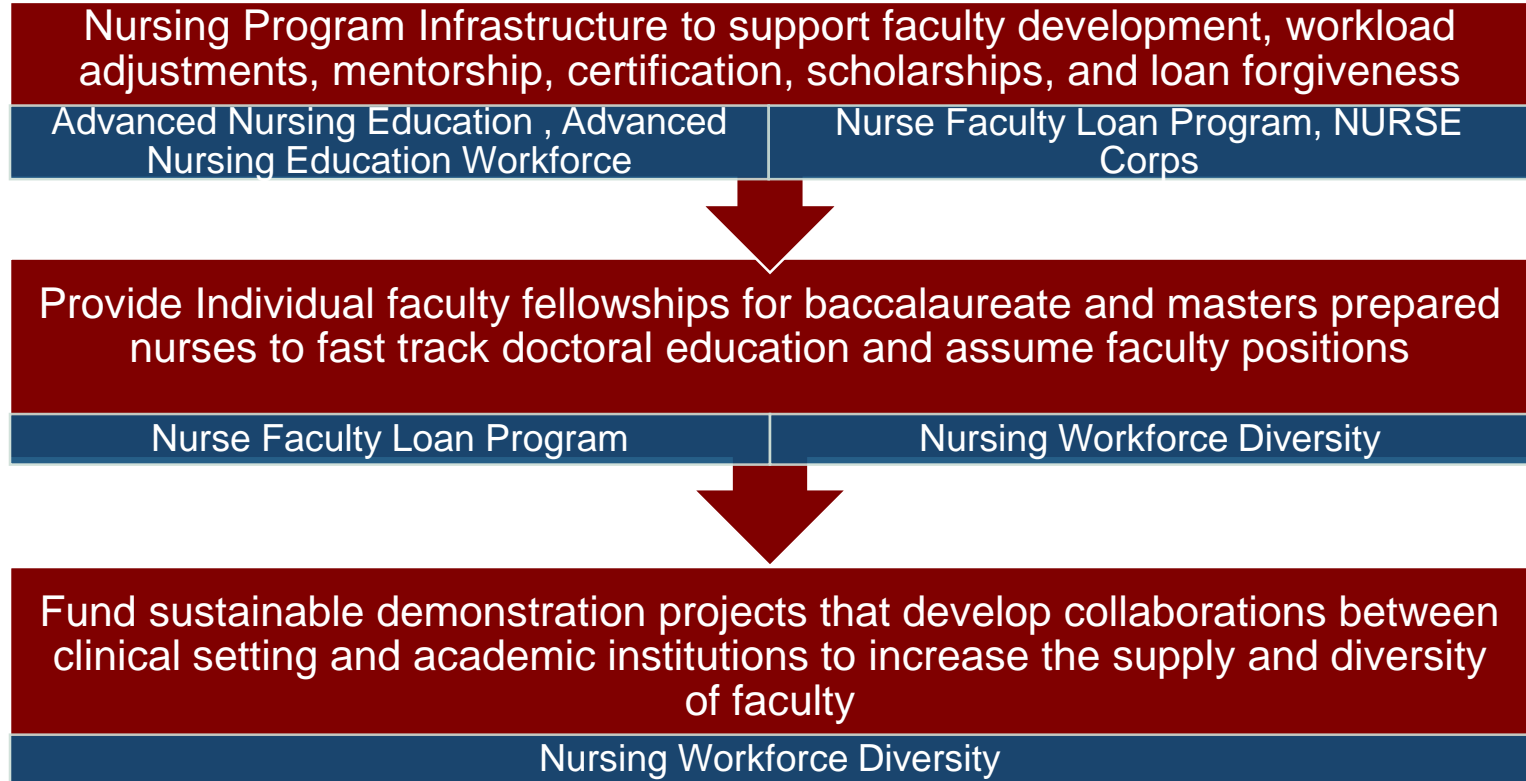 Nursing Program Infrastructure to support faculty development, workload
adjustments, mentorship, certification, scholarships, and loan forgiveness
Advanced Nursing Education , Advanced
Nursing Education Workforce
Nurse Faculty Loan Program, NURSE
Corps
Provide Individual faculty fellowships for baccalaureate and masters prepared
nurses to fast track doctoral education and assume faculty positions
Nurse Faculty Loan Program
Nursing Workforce Diversity
Fund sustainable demonstration projects that develop collaborations between
clinical setting and academic institutions to increase the supply and diversity
of faculty
Nursing Workforce Diversity